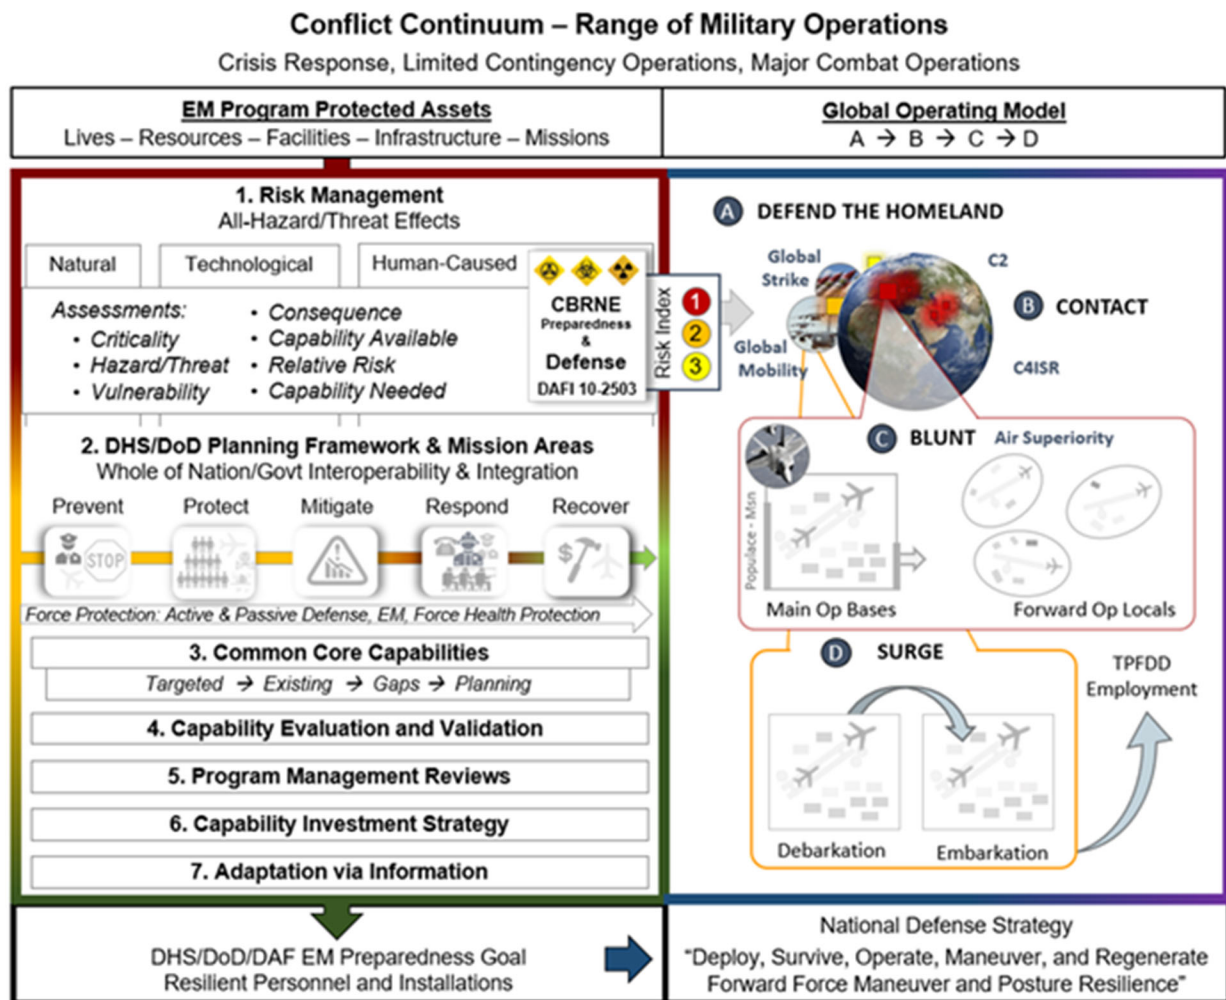 Conflict Continuum – Range of Military Operations
Crisis Response, Limited Contingency Operations, Major Combat Operations
EM Program Protected Assets
Lives – Resources – Facilities – Infrastructure – Missions
Global Operating Model
A → B → C → D
1. Risk Management
All-Hazard/Threat Effects
Natural
Technological
Human-Caused
Assessments:
• Criticality
• Hazard/Threat
• Vulnerability
• Consequence
• Capability Available
• Relative Risk
• Capability Needed
CBRNE
Preparedness
&
Defense
DAFI 10-2503
Risk Index
1
2
3
2. DHS/DoD Planning Framework & Mission Areas
Whole of Nation/Govt Interoperability & Integration
Prevent
Protect
Mitigate
Respond
Recover
STOP
$
Force Protection: Active & Passive Defense, EM, Force Health Protection
3. Common Core Capabilities
Targeted → Existing → Gaps → Planning
4. Capability Evaluation and Validation
5. Program Management Reviews
6. Capability Investment Strategy
7. Adaptation via Information
DHS/DoD/DAF EM Preparedness Goal
Resilient Personnel and Installations
A DEFEND THE HOMELAND
Global
Strike
C2
B CONTACT
Global
Mobility
C4ISR
C BLUNT
Air Superiority
Populace - Msn
Main Op Bases
Forward Op Locals
D SURGE
TPFDD
Employment
Debarkation
Embarkation
National Defense Strategy
"Deploy, Survive, Operate, Maneuver, and Regenerate
Forward Force Maneuver and Posture Resilience"